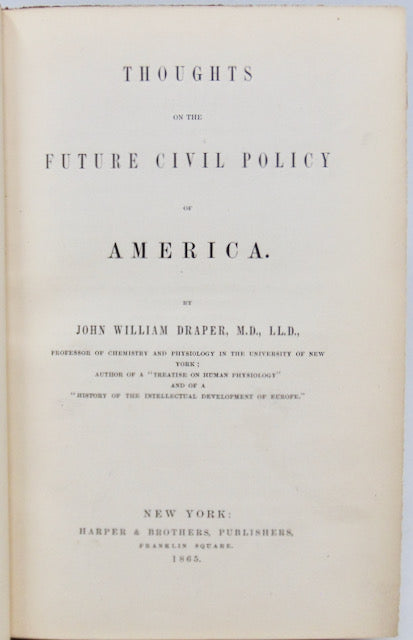 THOUGHTS
ON THE
FUTURE CIVIL POLICY
OF
AMERICA.
BY
JOHN WILLIAM DRAPER, M.D., LL.D.,
PROFESSOR OF CHEMISTRY AND PHYSIOLOGY IN THE UNIVERSITY OF NEW
YORK;
AUTHOR OF A "TREATISE ON HUMAN PHYSIOLOGY"
AND OF A
"HISTORY OF THE INTELLECTUAL DEVELOPMENT OF EUROPE."
NEW YORK:
HARPER & BROTHERS, PUBLISHERS,
FRANKLIN SQUARE.
1865.